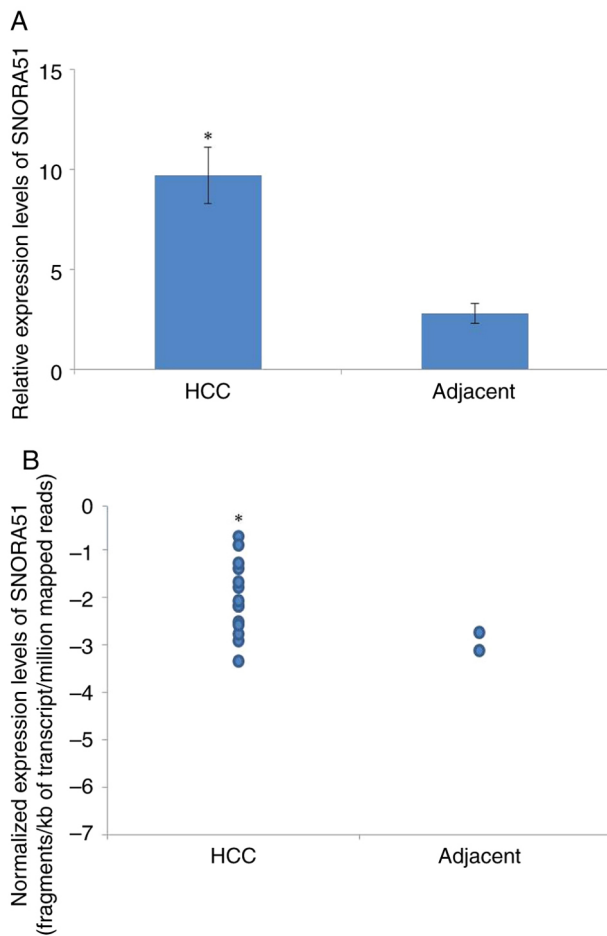 A
Relative expression levels of SNORA51
15
10
5
0
*
HCC
Adjacent
B
Normalized expression levels of SNORA51
(fragments/kb of transcript/million mapped reads)
0
–1
–2
–3
–4
–5
–6
–7
*
HCC
Adjacent